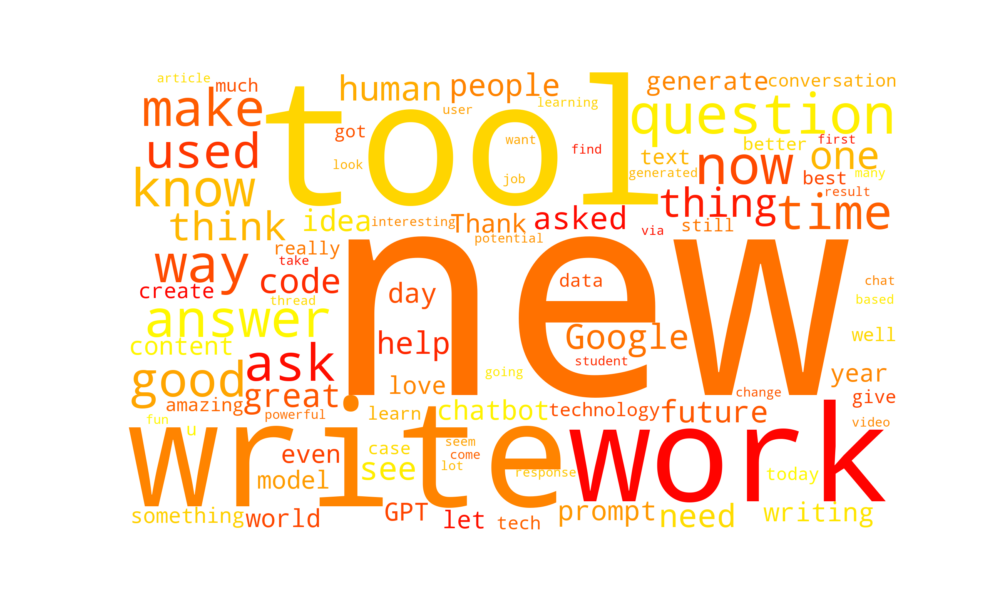 article
much
human
people
generate
conversation
make
tool
learning
user
question
used
got
want
find
first
better
text
now
one
know
look
job
generated
best
many
result
thing
time
think
idea
interesting
Thank
asked
via
still
potential
way
really
take
code
new
create
thread
day
data
chat
based
answer
help
Google
well
content
ask
student
good
going
year
great
love
change
give
amazing
powerful
learn
chatbot
technology
future
video
fun
u
write
work
even
case
seem
come
lot
see
response
model
today
something
world
GPT
let
tech
prompt
need
writing